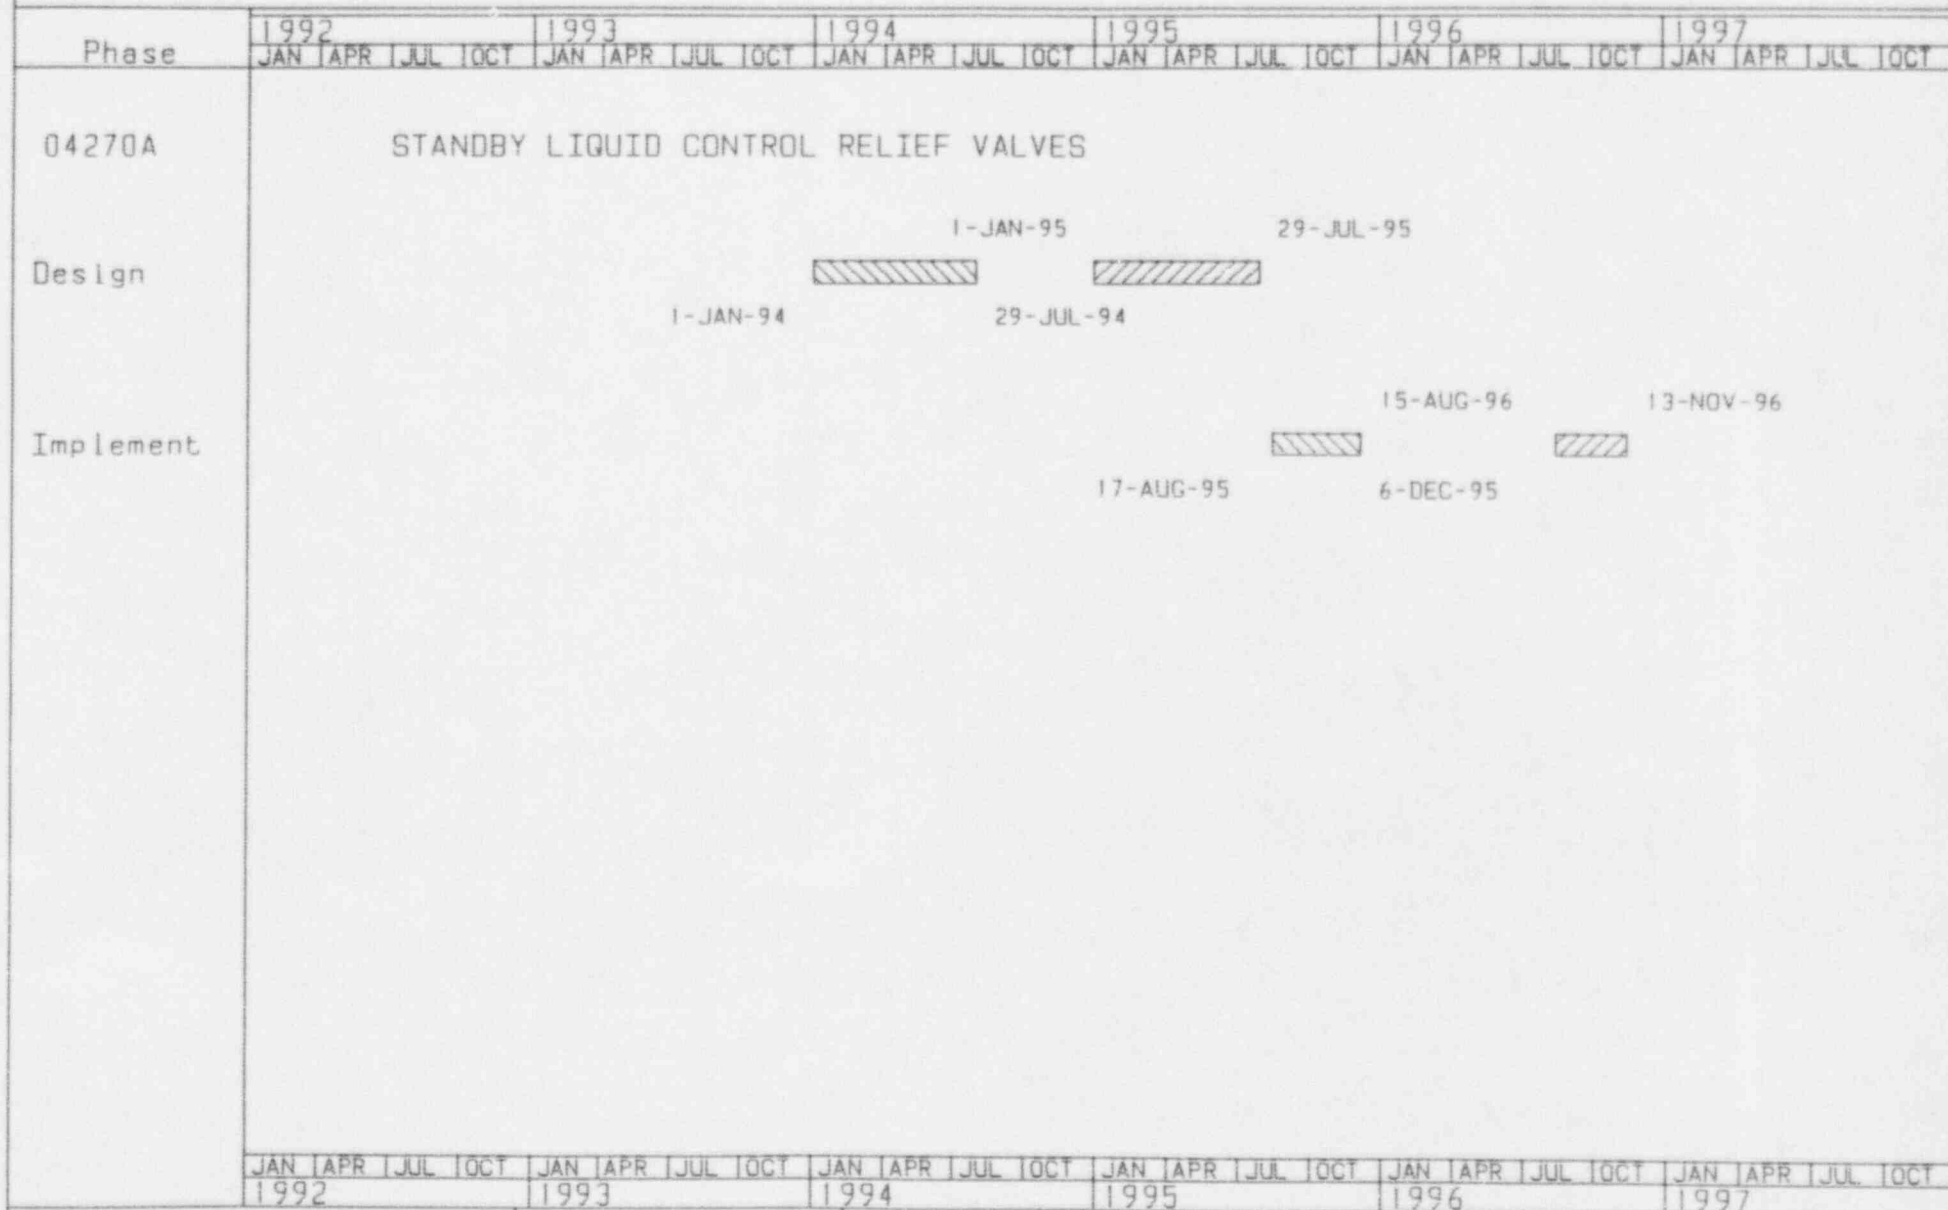 1992 1993 1994 1995 1996 1997
Phase
JAN APR JUL OCT JAN APR JUL OCT JAN APR JUL OCT JAN APR JUL OCT JAN APR JUL OCT JAN APR JUL OCT
04270A STANDBY LIQUID CONTROL RELIEF VALVES
1-JAN-95 29-JUL-95
Design
1-JAN-94 29-JUL-94
15-AUG-96 13-NOV-96
Implement
17-AUG-95 6-DEC-95
JAN APR JUL OCT JAN APR JUL OCT JAN APR JUL OCT JAN APR JUL OCT JAN APR JUL OCT JAN APR JUL OCT
1992 1993 1994 1995 1996 1997